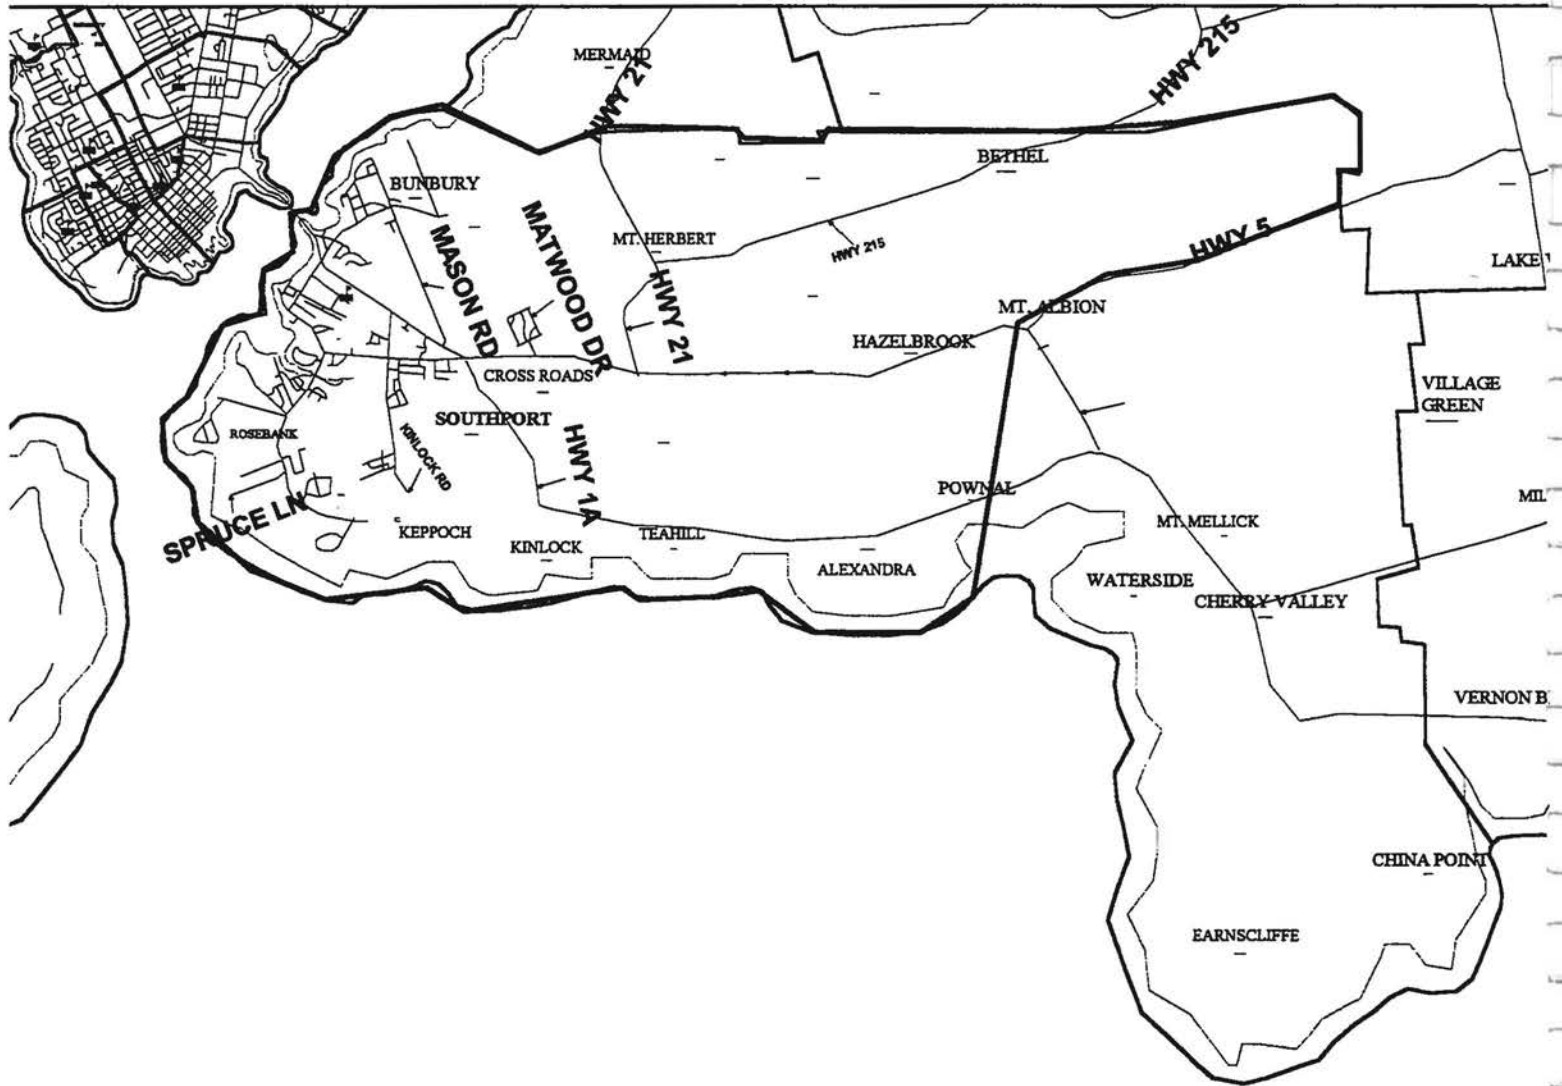 MERMAID
HWY 21
HWY 215
BETHEL
BUNBURY
MASON RD
MATWOOD DR
MT. HERBERT
HWY 215
HWY 5
LAKE
HWY 21
MT. ALBION
HAZELBROOK
CROSS ROADS
VILLAGE
GREEN
SOUTHPORT
ROSEBANK
KINLOCK RD
HWY 1A
POWNAL
MIL
SPRUCE LN
KEPPOCH
KINLOCK
TEAHILL
MT. MELLICK
ALEXANDRA
WATERSIDE
CHERRY VALLEY
VERNON B
CHINA POINT
EARNSCLIFFE